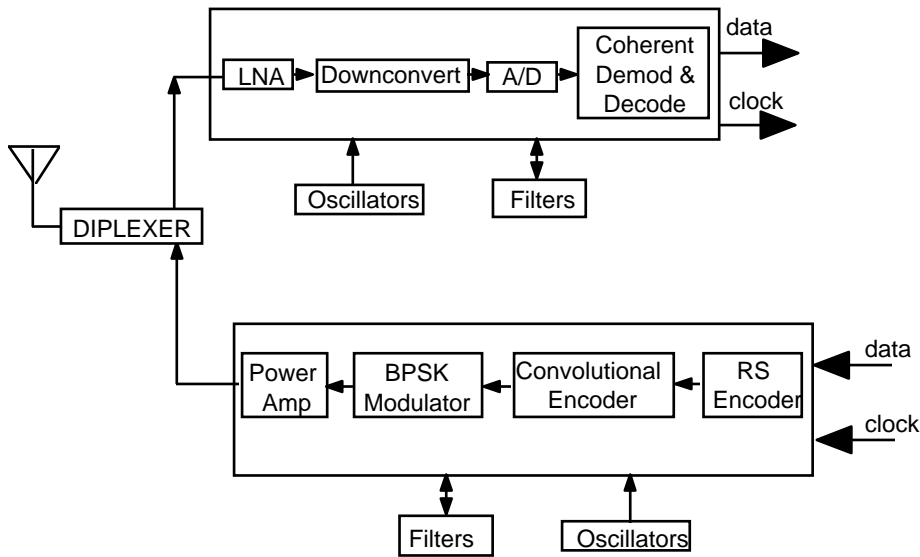 data
LNA
Downconvert
A/D
Coherent
Demod &
Decode
clock
Oscillators
Filters
DIPLEXER
Power
Amp
BPSK
Modulator
Convolutional
Encoder
RS
Encoder
data
clock
Filters
Oscillators